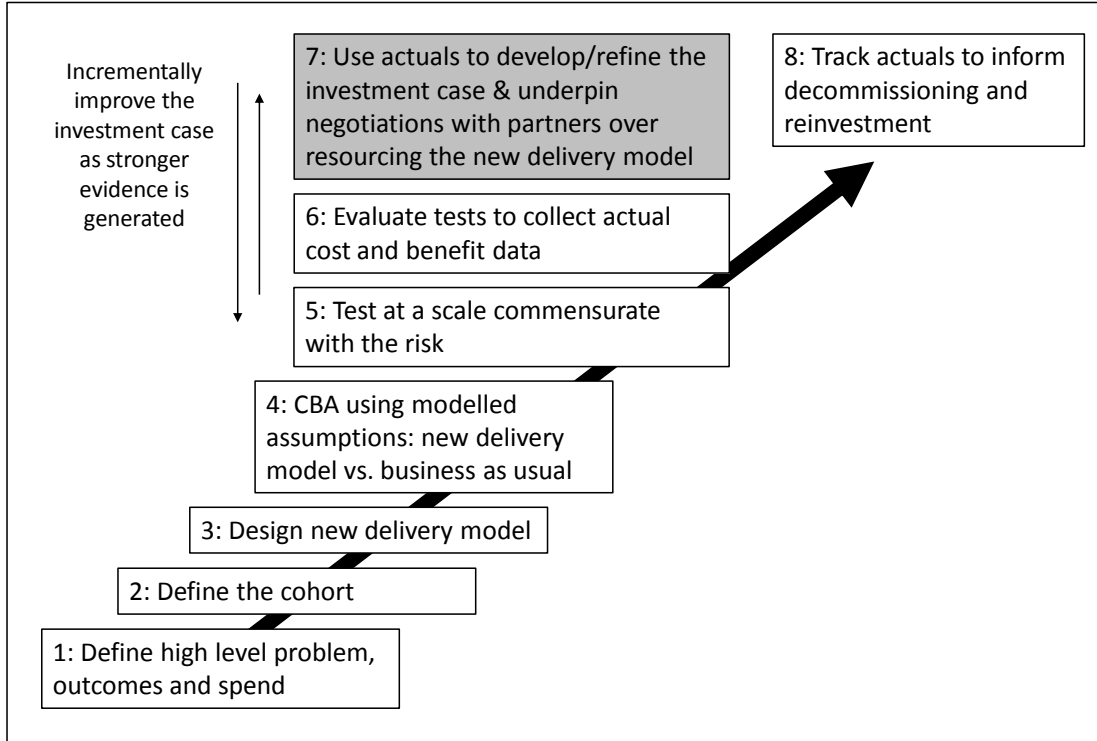 Incrementally
improve the
investment case
as stronger
evidence is
generated
7: Use actuals to develop/refine the
investment case & underpin
negotiations with partners over
resourcing the new delivery model
8: Track actuals to inform
decommissioning and
reinvestment
6: Evaluate tests to collect actual
cost and benefit data
5: Test at a scale commensurate
with the risk
4: CBA using modelled
assumptions: new delivery
model vs. business as usual
3: Design new delivery model
2: Define the cohort
1: Define high level problem,
outcomes and spend